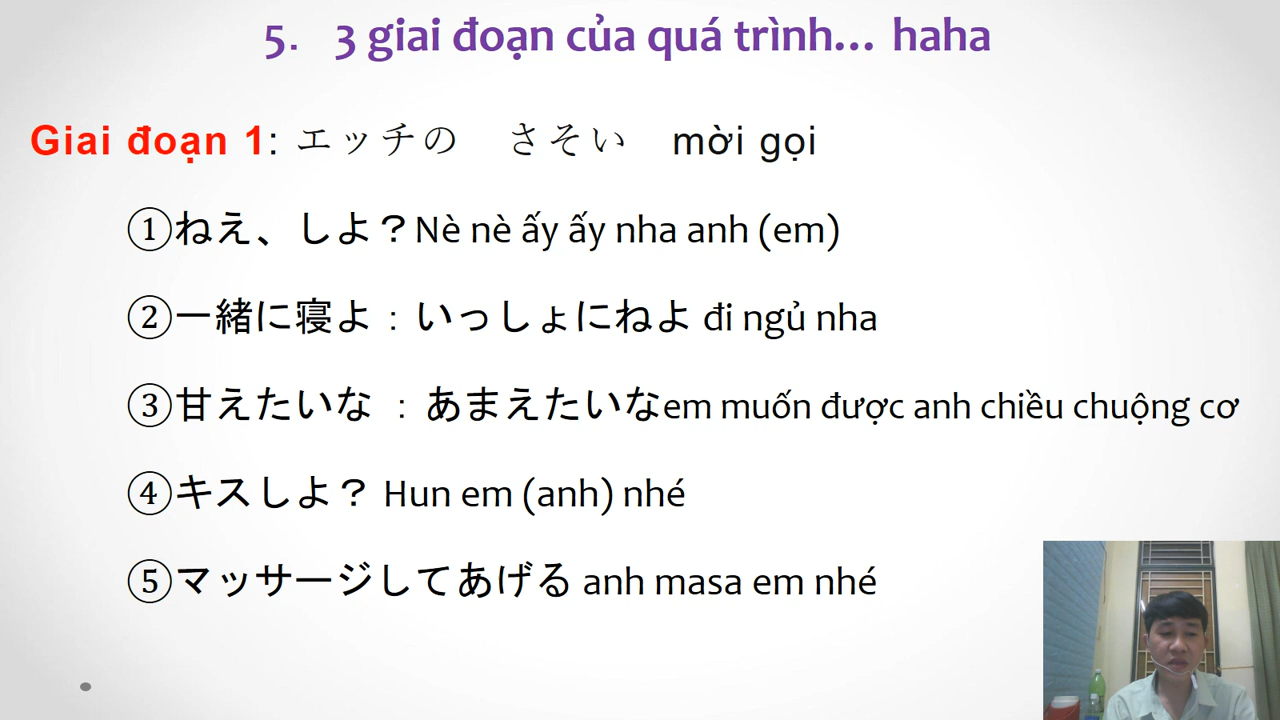 5. 3 giai đoạn của quá trình... haha
Giai đoạn 1: エッチの さそい mời gọi
①ねえ、しよ？Nè nè ấy ấy nha anh (em)
②一緒に寝よ : いっしょにねよ đi ngủ nha
③甘えたいな : あまえたいなem muốn được anh chiều chuộng cơ
④キスしよ？ Hun em (anh) nhé
⑤マッサージしてあげる anh masa em nhé